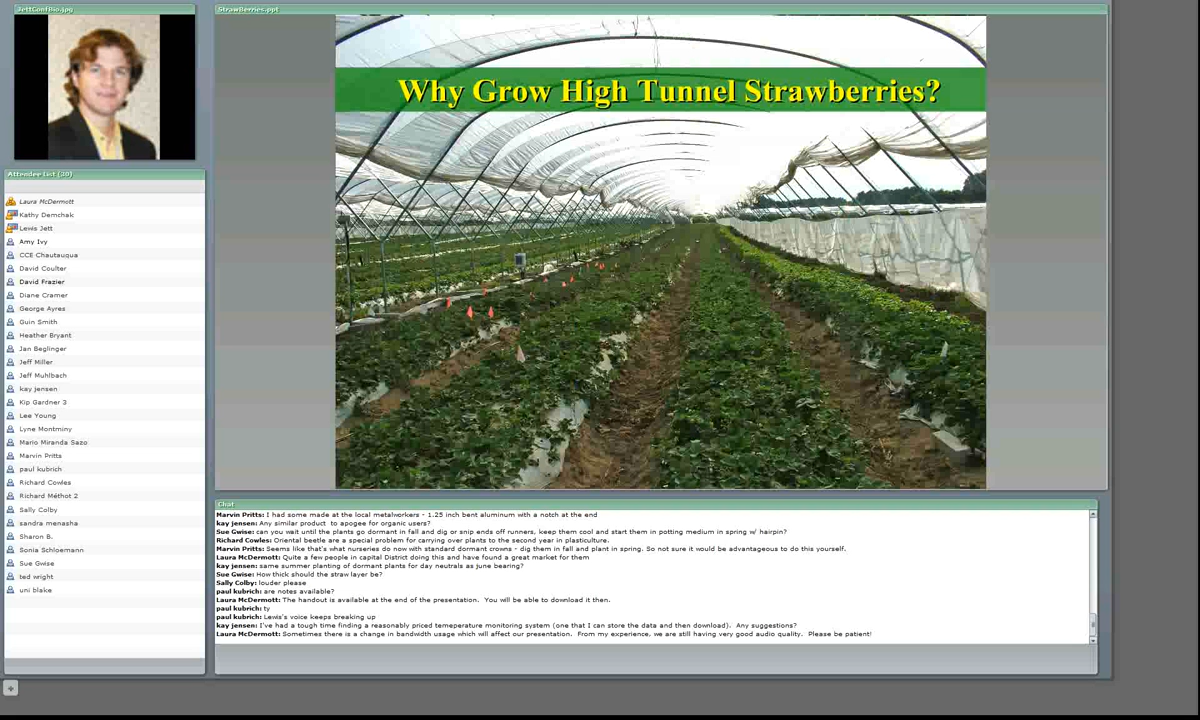 JettConfBio.jpg
StrawBerries.ppt
Why Grow High Tunnel Strawberries?
Attendee List (30)
Laura McDermott
Kathy Demchak
Lewis Jett
Amy Ivy
CCE Chautauqua
David Coulter
David Frazier
Diane Cramer
George Ayres
Guin Smith
Heather Bryant
Jan Beglinger
Jeff Miller
Jeff Muhlbach
kay jensen
Kip Gardner 3
Lee Young
Lyne Montminy
Mario Miranda Sazo
Marvin Pritts
paul kubrich
Richard Cowles
Richard Méthot 2
Sally Colby
sandra menasha
Sharon B.
Sonia Schloemann
Sue Gwise
ted wright
uni blake
Chat
Marvin Pritts: I had some made at the local metalworkers - 1.25 inch bent aluminum with a notch at the end
kay jensen: Any similar product to apogee for organic users?
Sue Gwise: can you wait until the plants go dormant in fall and dig or snip ends off runners, keep them cool and start them in potting medium in spring w/ hairpin?
Richard Cowles: Oriental beetle are a special problem for carrying over plants to the second year in plasticulture.
Marvin Pritts: Seems like that's what nurseries do now with standard dormant crowns - dig them in fall and plant in spring. So not sure it would be advantageous to do this yourself.
Laura McDermott: Quite a few people in capital District doing this and have found a great market for them
kay jensen: same summer planting of dormant plants for day neutrals as june bearing?
Sue Gwise: How thick should the straw layer be?
Sally Colby: louder please
paul kubrich: are notes available?
Laura McDermott: The handout is available at the end of the presentation. You will be able to download it then.
paul kubrich: ty
paul kubrich: Lewis's voice keeps breaking up
kay jensen: I've had a tough time finding a reasonably priced temeperature monitoring system (one that I can store the data and then download). Any suggestions?
Laura McDermott: Sometimes there is a change in bandwidth usage which will affect our presentation. From my experience, we are still having very good audio quality. Please be patient!